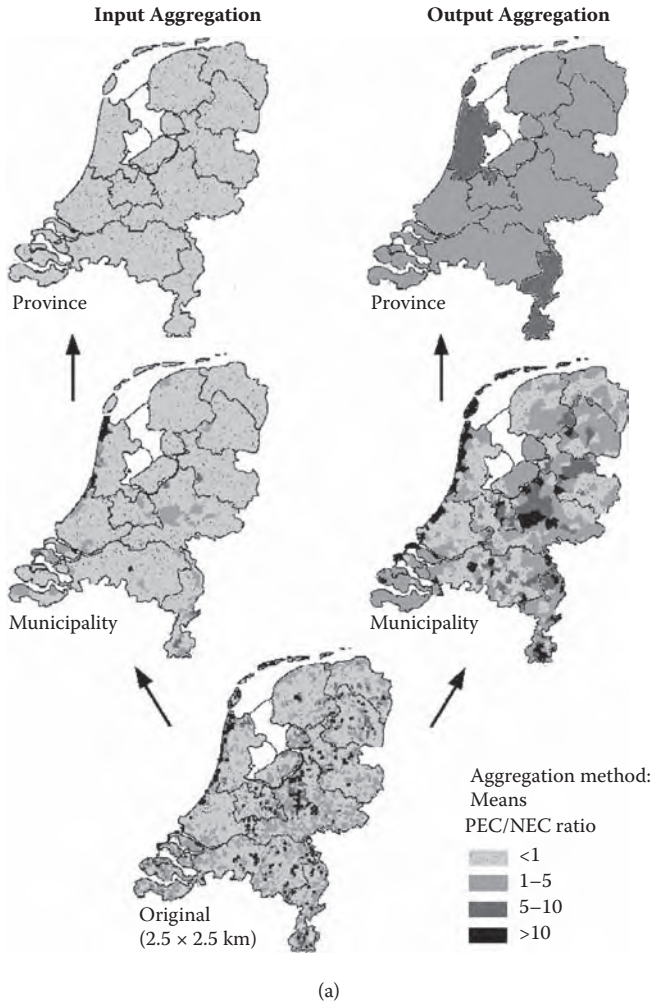 Input Aggregation
Output Aggregation
Province
Province
Municipality
Municipality
Original
(2.5 × 2.5 km)
Aggregation method:
Means
PEC/NEC ratio
<1
1–5
5–10
>10
(a)